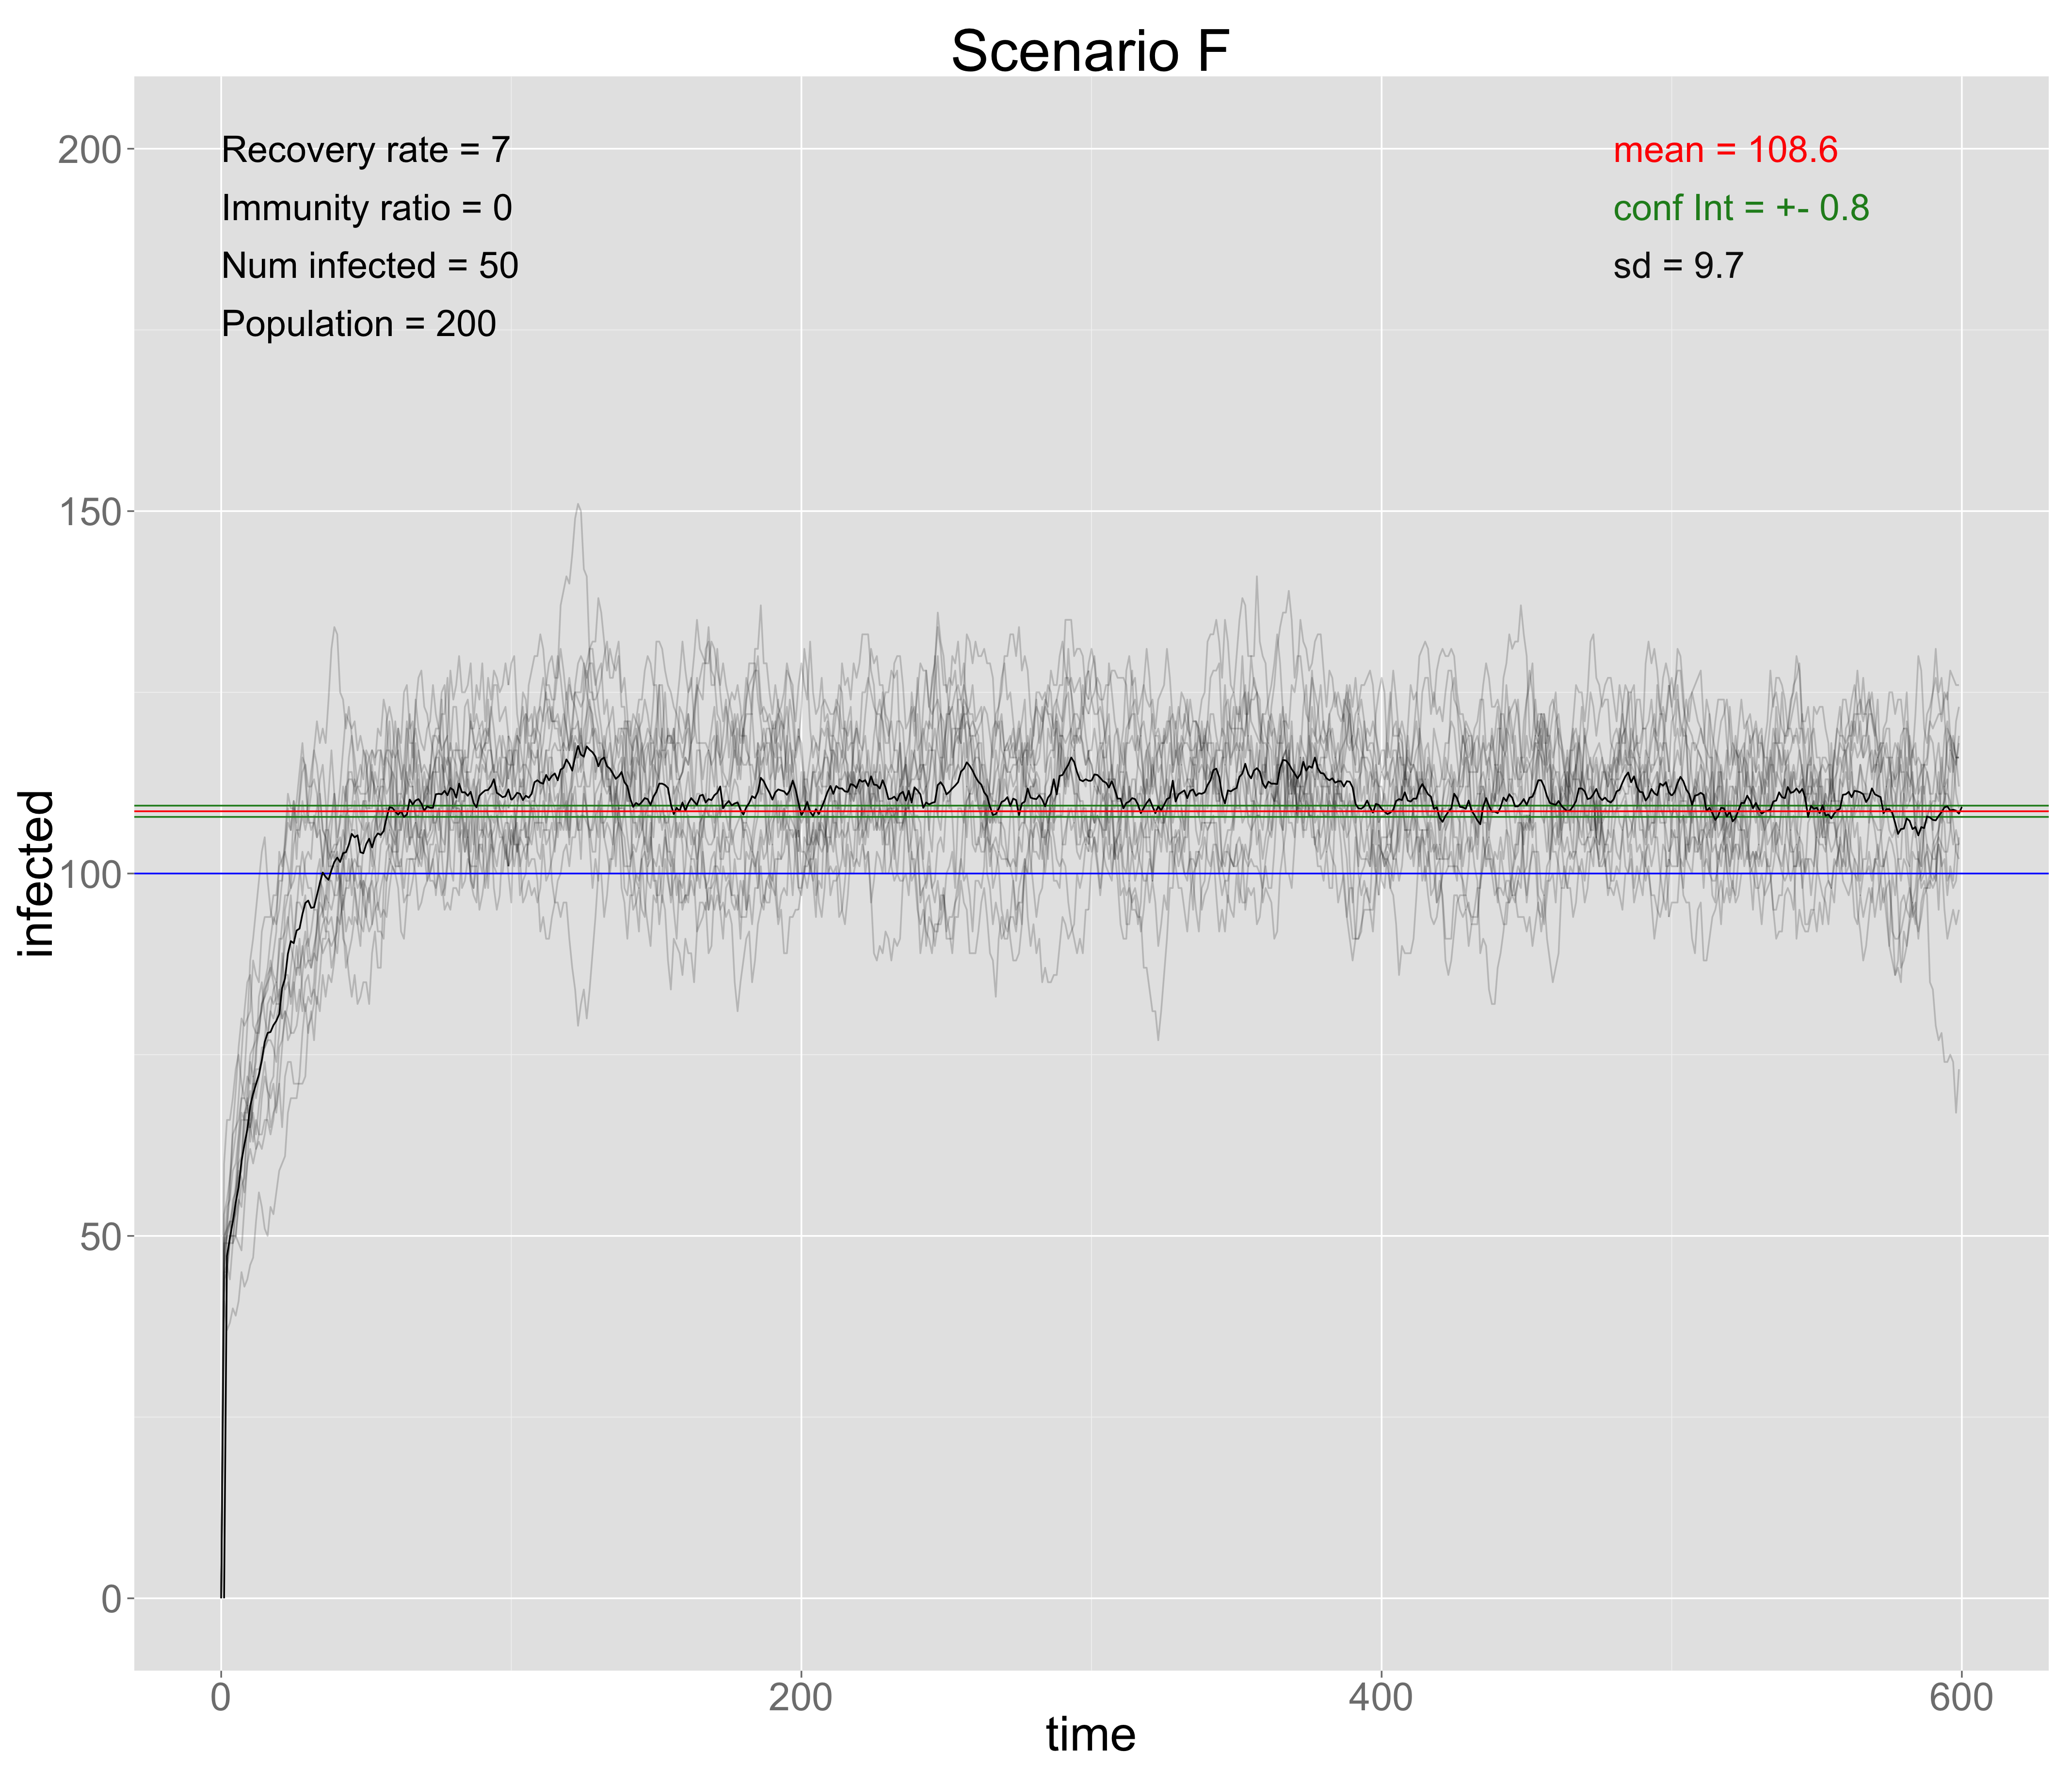 Scenario F
Recovery rate = 7
Immunity ratio = 0
Num infected = 50
Population = 200
mean = 108.6
conf Int = +- 0.8
sd = 9.7
infected
200
150
100
50
0
0 200 400 600
time